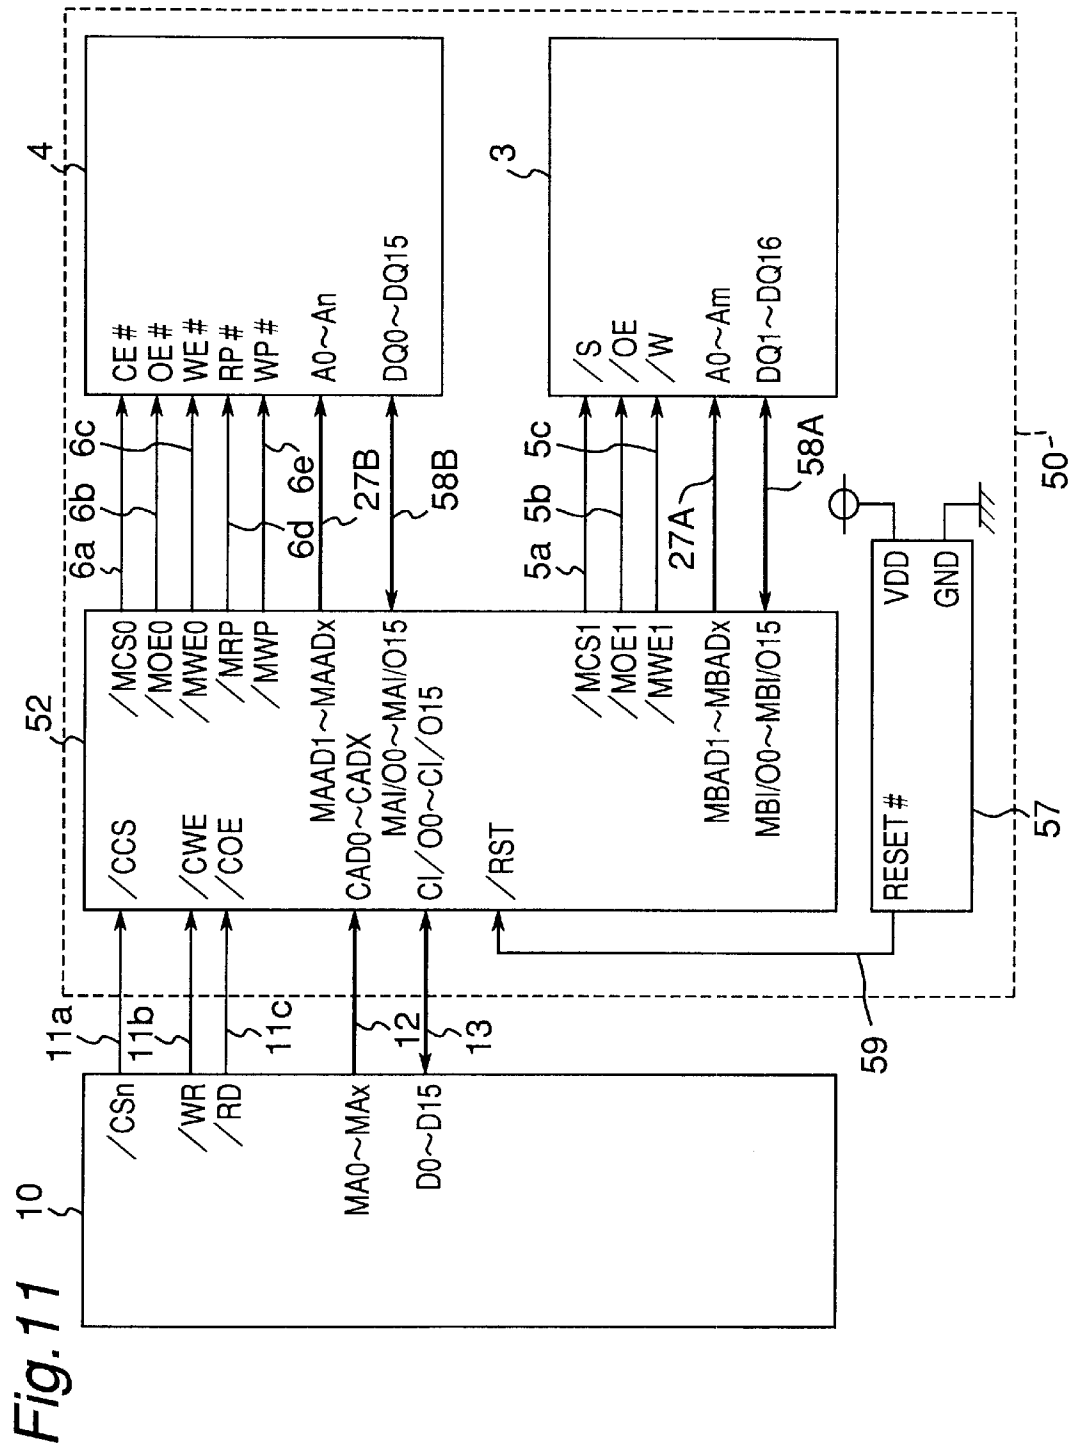 Fig.11
10
/CSn
/WR
/RD
MA0~MAx
D0~D15
11a
11b
11c
12
13
59
52
/CCS
/CWE
/COE
CAD0~CADX
CI/O0~CI/O15
/RST
/MCS0
/MOE0
/MWE0
/MRP
/MWP
MAAD1~MAADx
MAI/O0~MAI/O15
/MCS1
/MOE1
/MWE1
MBAD1~MBADx
MBI/O0~MBI/O15
6a
6b
6c
6d
6e
27B
58B
5a
5b
5c
27A
58A
4
CE#
OE#
WE#
RP#
WP#
A0~An
DQ0~DQ15
3
/S
/OE
/W
A0~Am
DQ1~DQ16
RESET#
VDD
GND
57
50